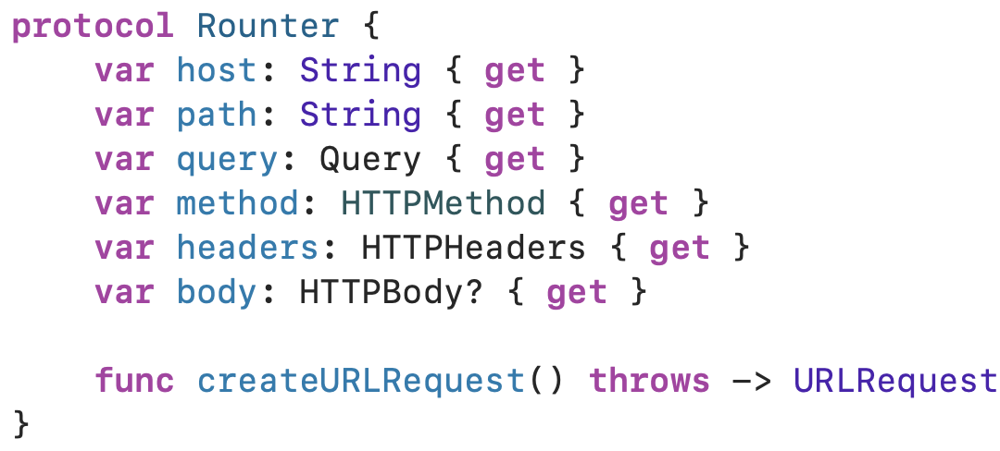 protocol Rounter {
    var host: String { get }
    var path: String { get }
    var query: Query { get }
    var method: HTTPMethod { get }
    var headers: HTTPHeaders { get }
    var body: HTTPBody? { get }

    func createURLRequest() throws -> URLRequest
}